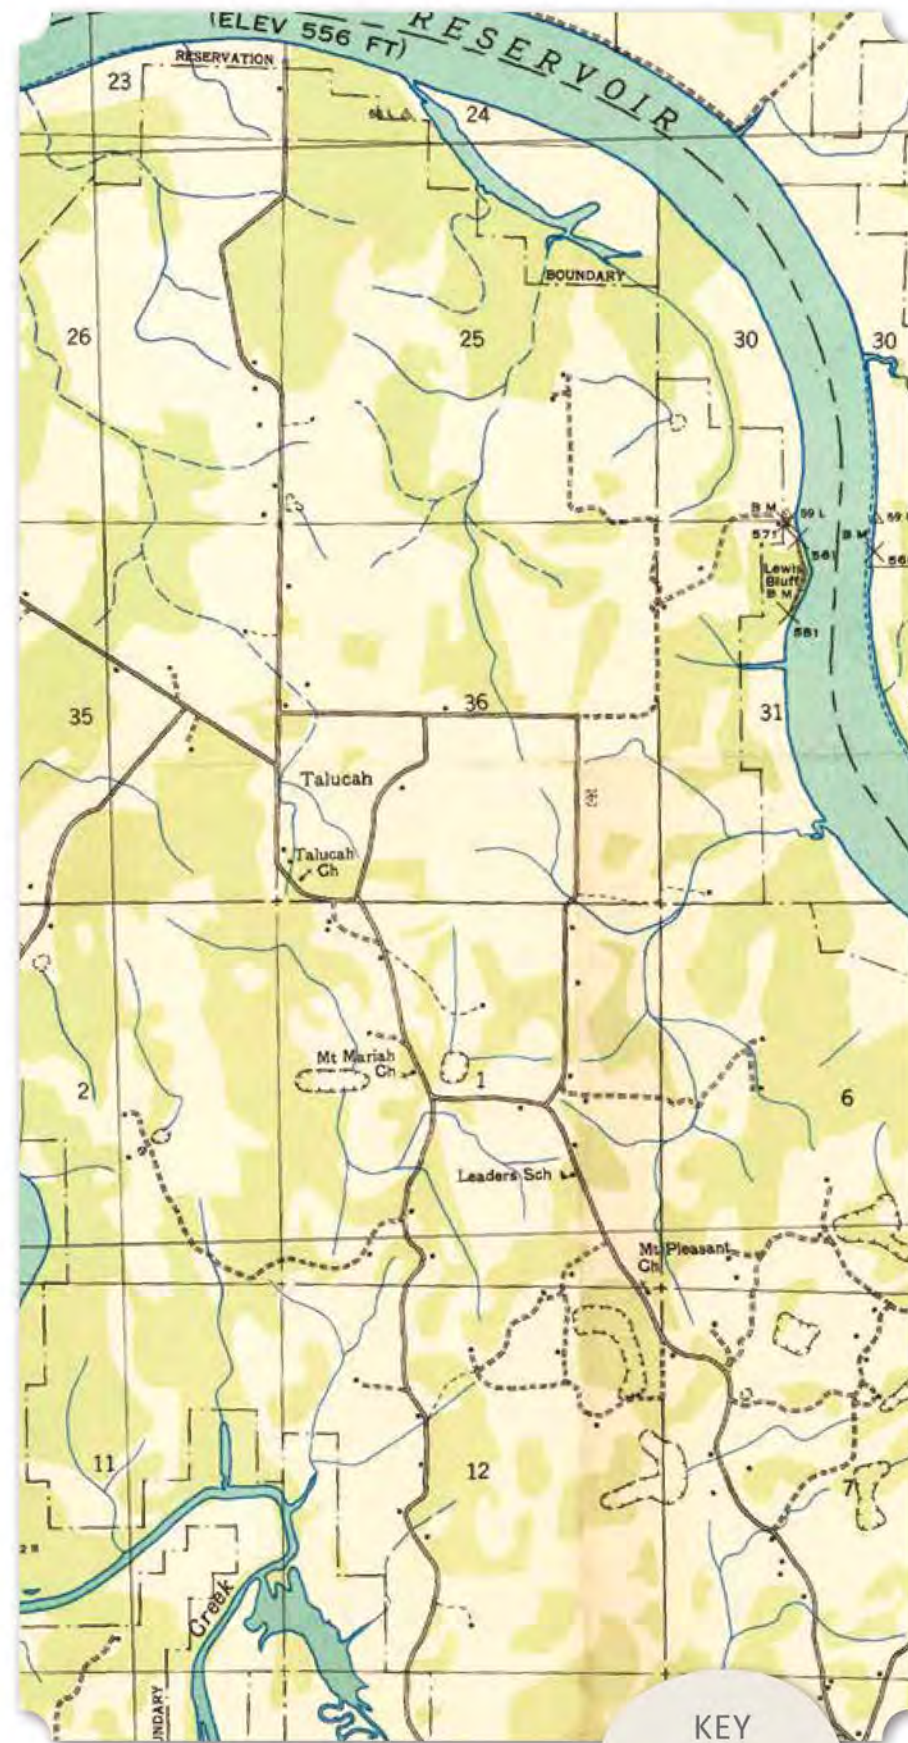 RESERVOIR
(ELEV 556 FT)
RESERVATION
23
24
BOUNDARY
26
25
30
30
B M
59 L
571
561
B M
Lewis
Bluff
B M
561
35
36
31
Talucah
Talucah
Ch
Mt Mariah
Ch
1
2
6
Leaders Sch
Mt Pleasant
Ch
11
12
7
Creek
KEY